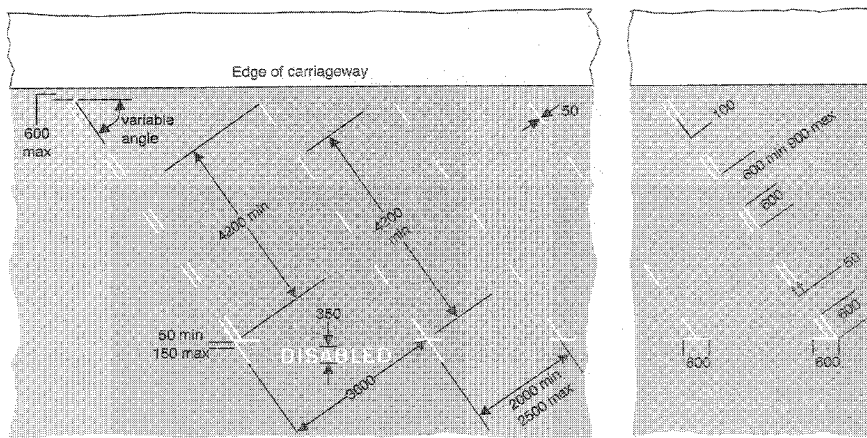 Edge of carriageway
600
max
variable
angle
50
100
600 min 900 max
4200 min
4200
min
600
50
350
50 min
150 max
DISABLED
600
3600
2000 min
2500 max
600
600